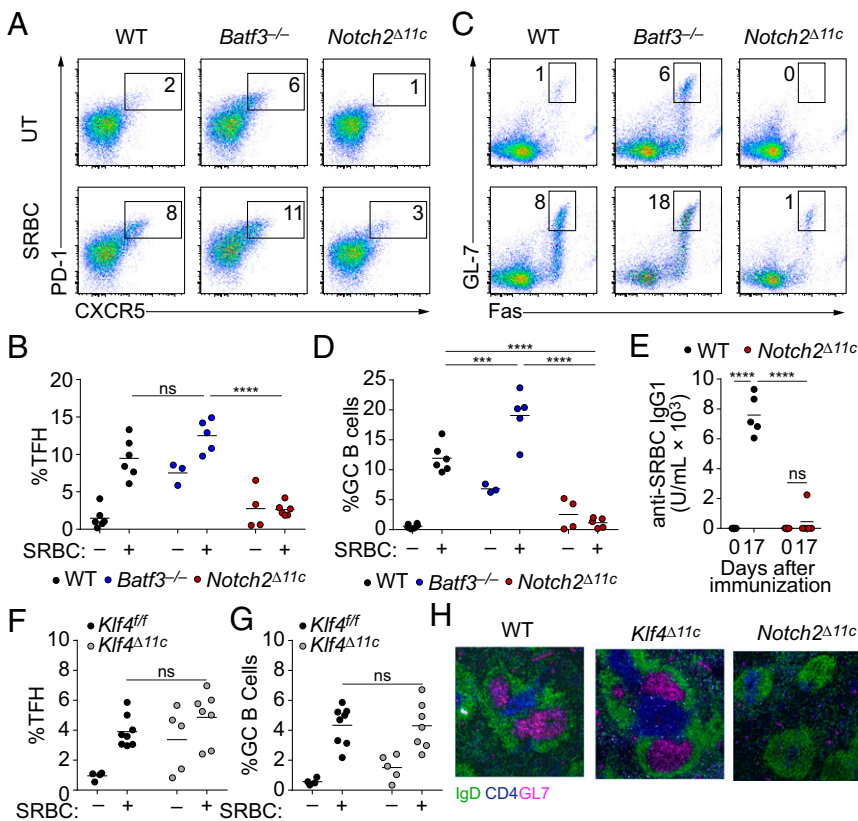 A
WT Batf3–/– Notch2Δ11c
UT
2 6 1
SRBC
8 11 3
PD-1
CXCR5
C
WT Batf3–/– Notch2Δ11c
1 6 0
8 18 1
GL-7
Fas
B
%TFH
20
15
10
5
0
ns ****
SRBC: – + – + – +
WT Batf3–/– Notch2Δ11c
D
%GC B cells
25
20
15
10
5
0
****
*** ****
SRBC: – + – + – +
WT Batf3–/– Notch2Δ11c
E
WT Notch2Δ11c
anti-SRBC IgG1
(U/mL × 10³)
10
8
6
4
2
0
**** ****
ns
0 17 0 17
Days after
immunization
F
Klf4f/f
Klf4Δ11c
%TFH
10
8
6
4
2
0
ns
SRBC: – + – +
G
Klf4f/f
Klf4Δ11c
%GC B Cells
10
8
6
4
2
0
ns
SRBC: – + – +
H
WT Klf4Δ11c Notch2Δ11c
IgD CD4 GL7